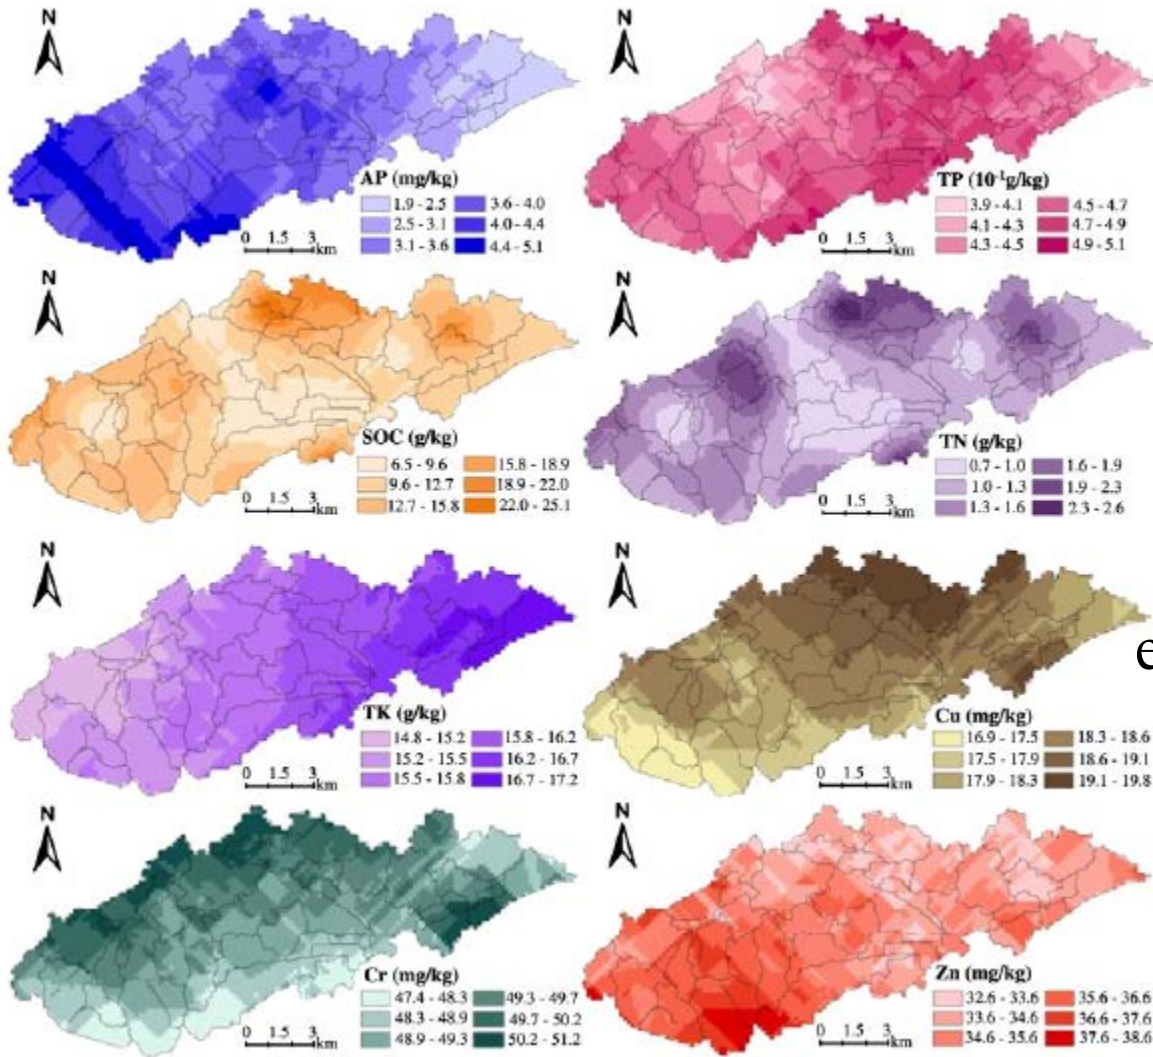 N
N
AP (mg/kg)
1.9 - 2.5 3.6 - 4.0
2.5 - 3.1 4.0 - 4.4
3.1 - 3.6 4.4 - 5.1
0 1.5 3
km
TP (10⁻¹g/kg)
3.9 - 4.1 4.5 - 4.7
4.1 - 4.3 4.7 - 4.9
4.3 - 4.5 4.9 - 5.1
0 1.5 3
km
N
N
SOC (g/kg)
6.5 - 9.6 15.8 - 18.9
9.6 - 12.7 18.9 - 22.0
12.7 - 15.8 22.0 - 25.1
0 1.5 3
km
TN (g/kg)
0.7 - 1.0 1.6 - 1.9
1.0 - 1.3 1.9 - 2.3
1.3 - 1.6 2.3 - 2.6
0 1.5 3
km
N
N
TK (g/kg)
14.8 - 15.2 15.8 - 16.2
15.2 - 15.5 16.2 - 16.7
15.5 - 15.8 16.7 - 17.2
0 1.5 3
km
e
Cu (mg/kg)
16.9 - 17.5 18.3 - 18.6
17.5 - 17.9 18.6 - 19.1
17.9 - 18.3 19.1 - 19.8
0 1.5 3
km
N
N
Cr (mg/kg)
47.4 - 48.3 49.3 - 49.7
48.3 - 48.9 49.7 - 50.2
48.9 - 49.3 50.2 - 51.2
0 1.5 3
km
Zn (mg/kg)
32.6 - 33.6 35.6 - 36.6
33.6 - 34.6 36.6 - 37.6
34.6 - 35.6 37.6 - 38.6
0 1.5 3
km